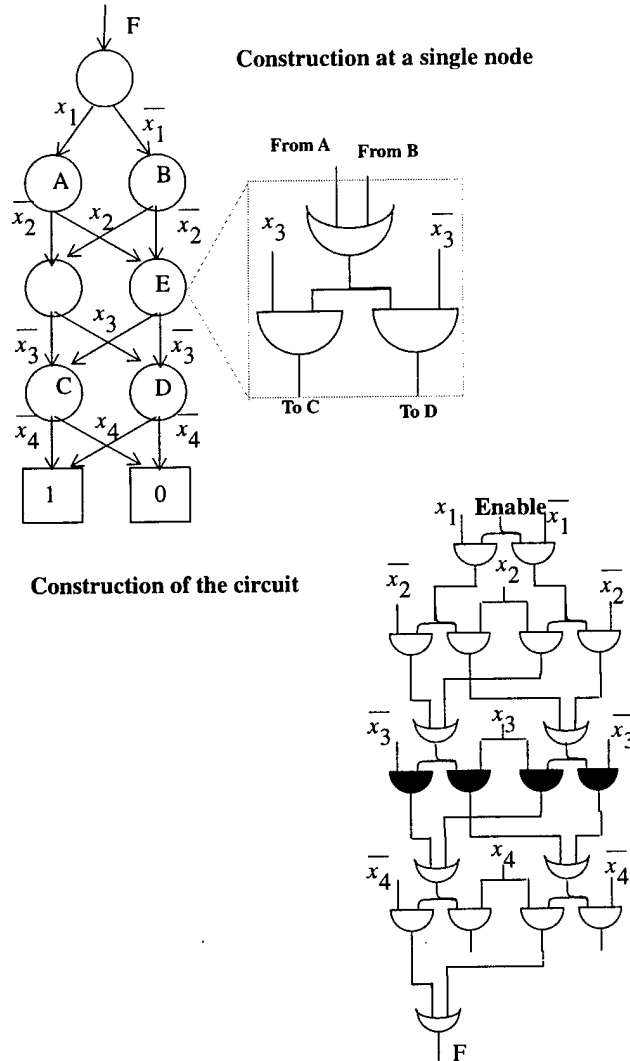 F
Construction at a single node
x₁ x̅₁
From A From B
A B
x̅₂ x₂ x̅₂
x₃ x̅₃
E
x̅₃ x₃ x̅₃
C D
To C To D
x̅₄ x₄ x̅₄
1 0
x₁ Enable x̅₁
Construction of the circuit
x̅₂ x₂ x̅₂
x̅₃ x₃ x̅₃
x̅₄ x₄ x̅₄
F